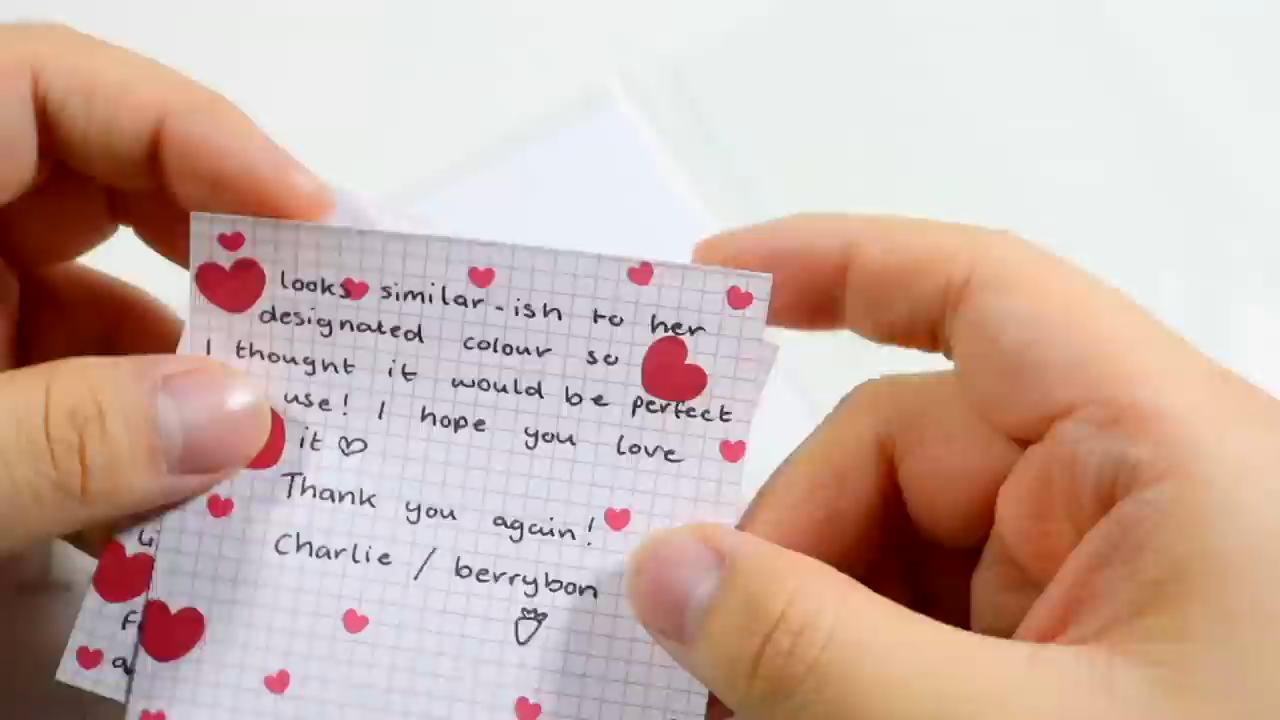 looks similar-ish to her
designated colour so
I thought it would be perfect
use! I hope you love
it ♡
Thank you again!
Charlie / berrybon